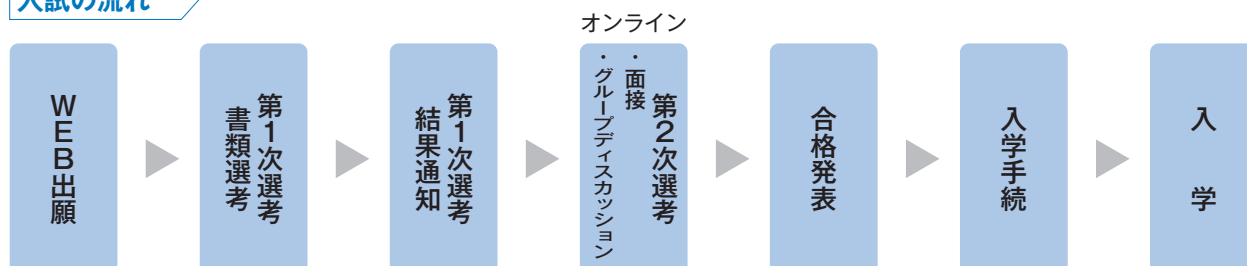 入試の流れ
オンライン
WEB出願
第1次選考
書類選考
第1次選考
結果通知
第2次選考
・面接
・グループディスカッション
合格発表
入学手続
入学